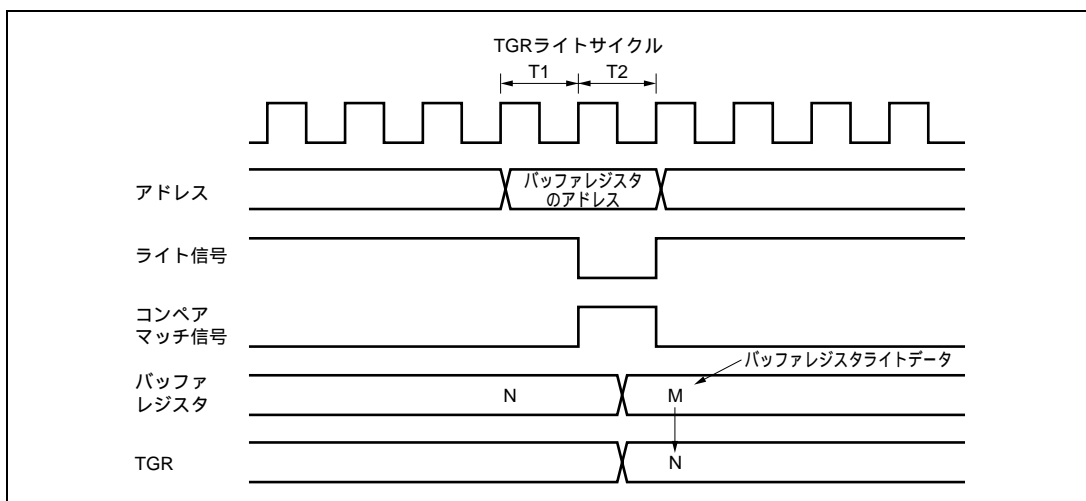 TGRライトサイクル
T1
T2
アドレス
バッファレジスタ
のアドレス
ライト信号
コンペア
マッチ信号
バッファレジスタライトデータ
バッファ
レジスタ
N
M
TGR
N